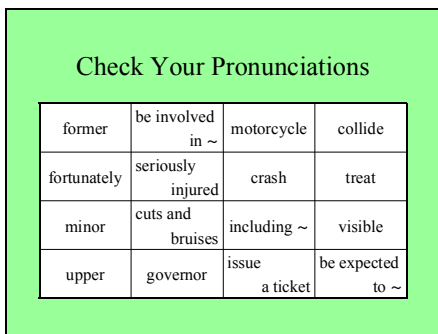 Check Your Pronunciations
former
be involved
in ~
motorcycle
collide
fortunately
seriously
injured
crash
treat
minor
cuts and
bruises
including ~
visible
upper
governor
issue
a ticket
be expected
to ~